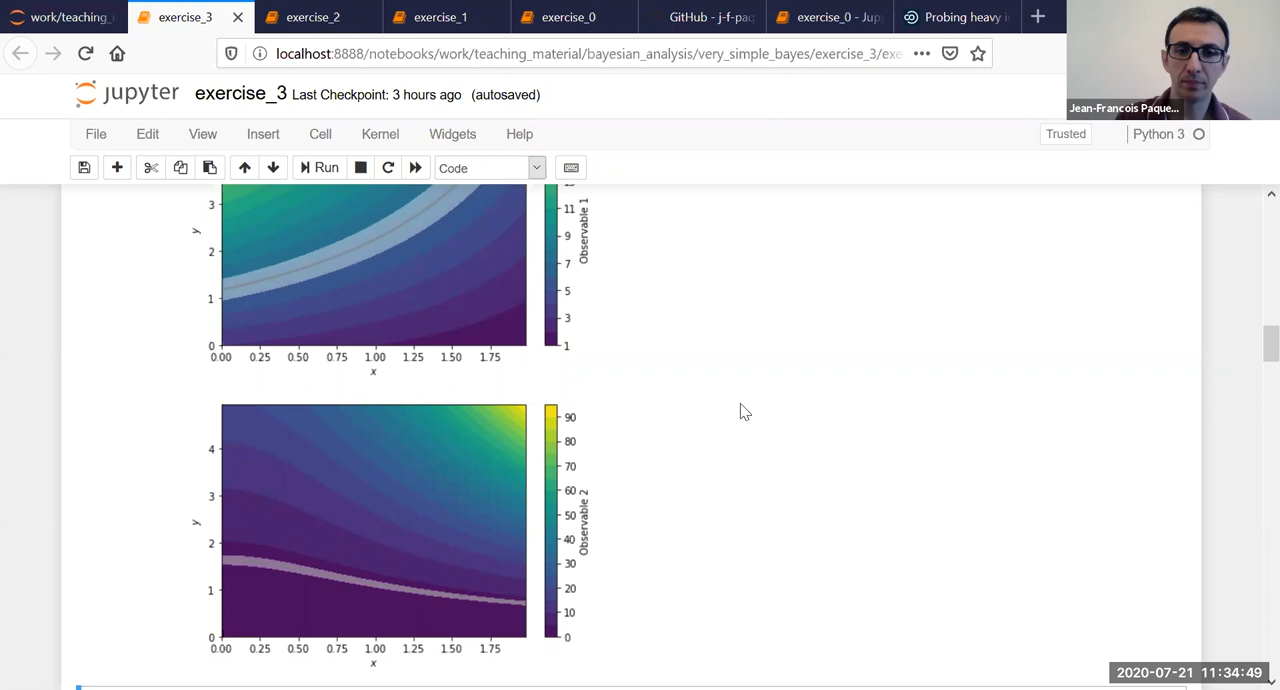 work/teaching_
exercise_3
exercise_2
exercise_1
exercise_0
GitHub - j-f-paq
exercise_0 - Jup
Probing heavy i
localhost:8888/notebooks/work/teaching_material/bayesian_analysis/very_simple_bayes/exercise_3/exe
Jean-Francois Paque...
jupyter exercise_3 Last Checkpoint: 3 hours ago (autosaved)
File Edit View Insert Cell Kernel Widgets Help
Trusted Python 3
Run
Code
3
2
1
0
y
0.00 0.25 0.50 0.75 1.00 1.25 1.50 1.75
x
11
9
7
5
3
1
Observable 1
4
3
2
1
0
y
0.00 0.25 0.50 0.75 1.00 1.25 1.50 1.75
x
90
80
70
60
50
40
30
20
10
0
Observable 2
2020-07-21 11:34:49